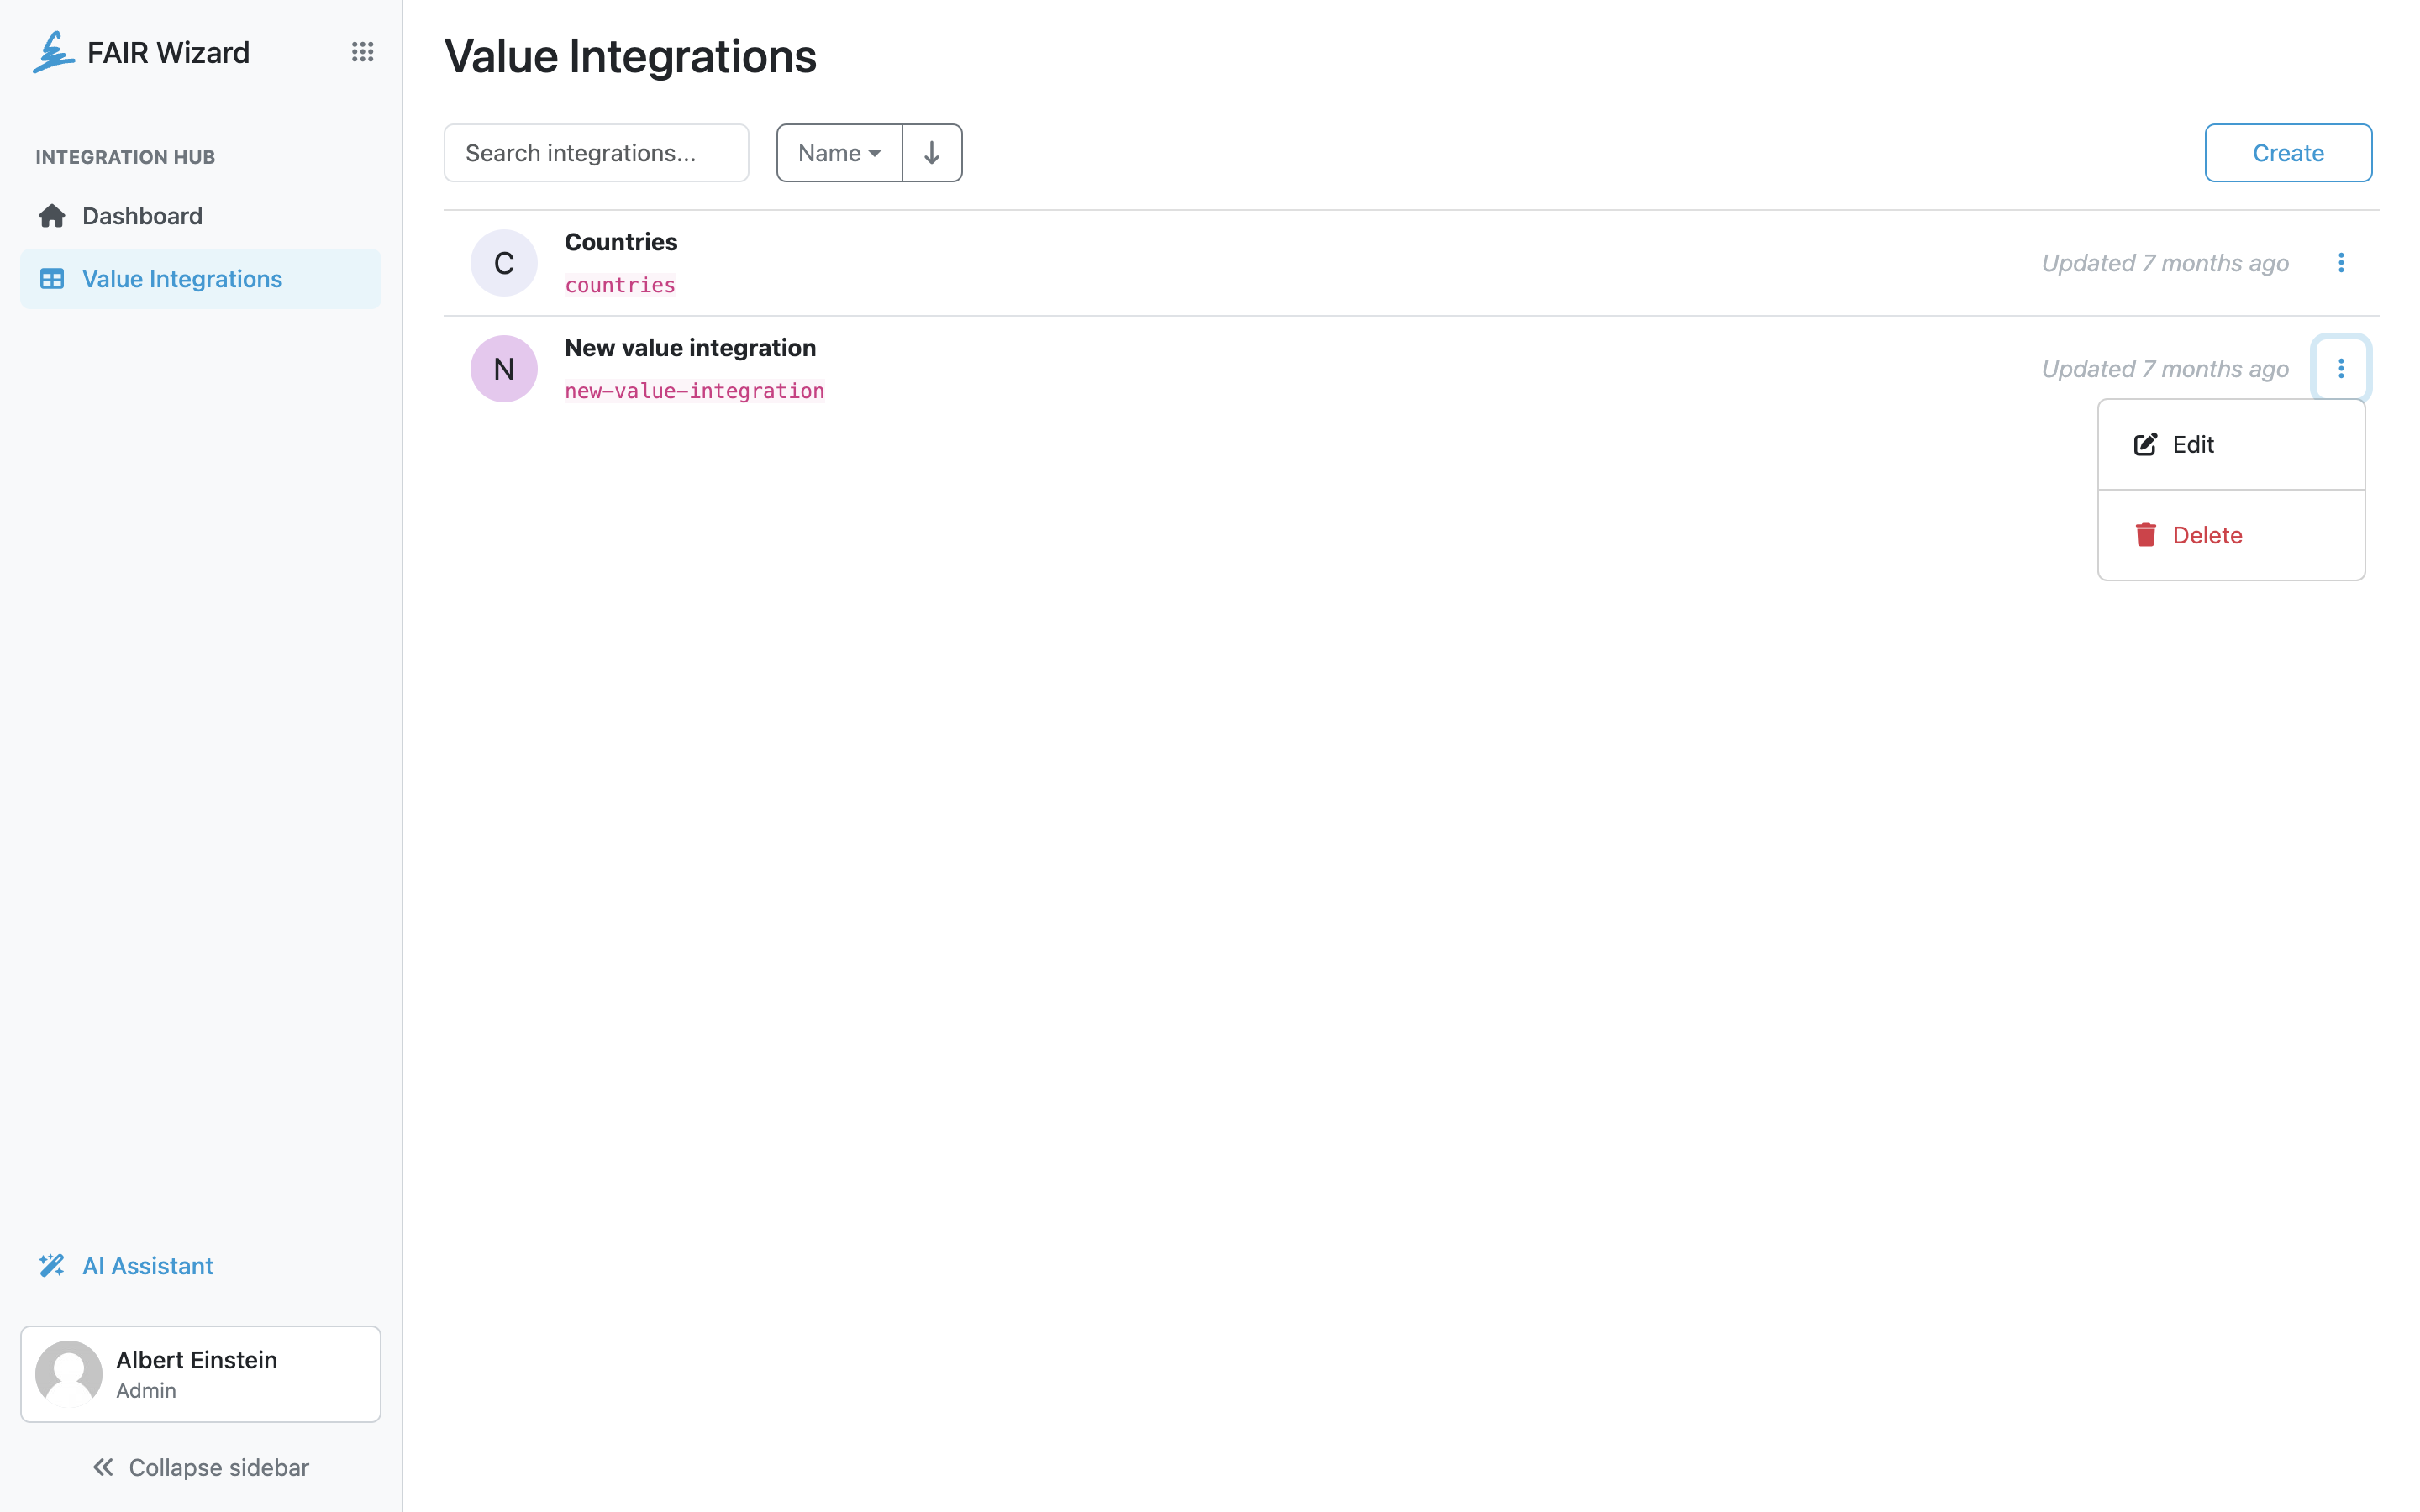 FAIR Wizard
INTEGRATION HUB
Dashboard
Value Integrations
AI Assistant
Albert Einstein
Admin
Collapse sidebar
Value Integrations
Search integrations...
Name
Create
C
Countries
countries
Updated 7 months ago
N
New value integration
new-value-integration
Updated 7 months ago
Edit
Delete